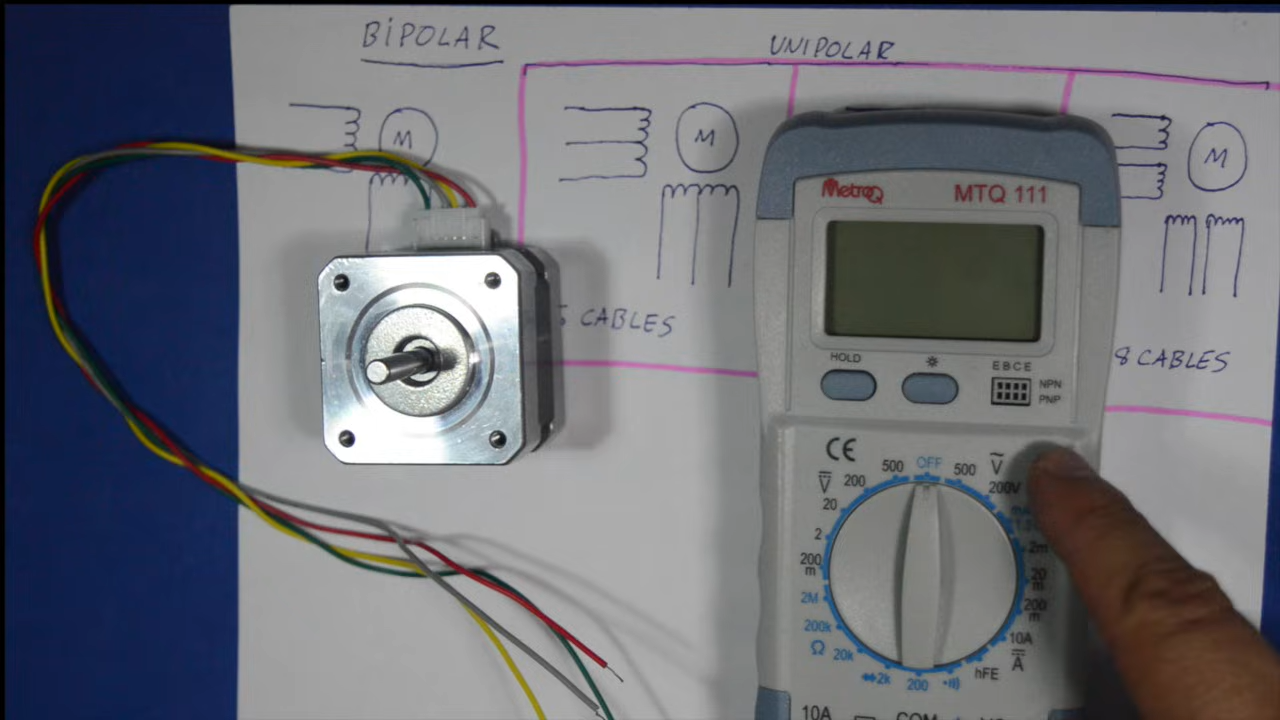 BIPOLAR
UNIPOLAR
M
M
M
CABLES
8 CABLES
MetraQ
MTQ 111
HOLD
EBCE
NPN
PNP
CE
OFF
500
200
20
2
200
m
2M
200k
Ω
20k
2k
200
hFE
10A
A
200
m
20
m
2m
200V
V
500
V
10A
COM